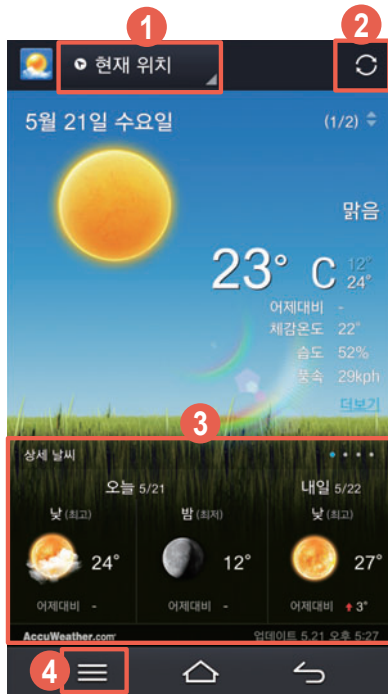 1
2
현재 위치
5월 21일 수요일
(1/2)
맑음
23° C
12°
24°
어제대비 -
체감온도 22°
습도 52%
풍속 29kph
더보기
3
상세 날씨
오늘 5/21
내일 5/22
낮(최고)
밤(최저)
낮(최고)
24°
12°
27°
어제대비 -
어제대비 -
어제대비 3°
AccuWeather.com
업데이트 5.21 오후 5:27
4